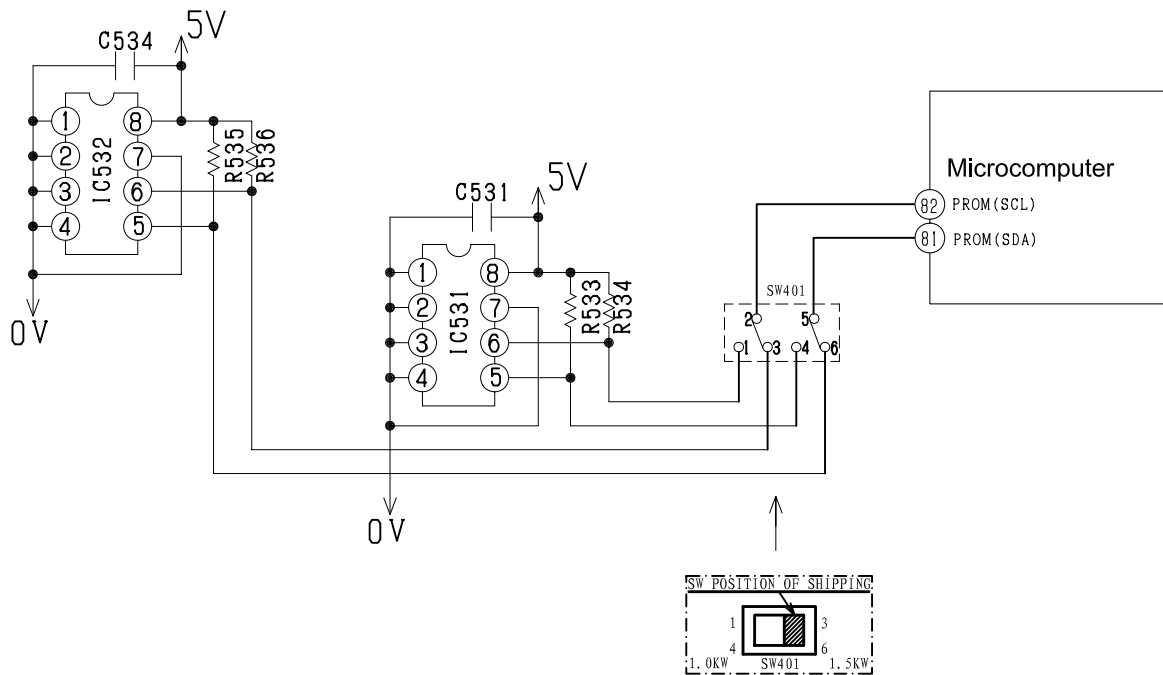 C534
5V
0V
1
2
3
4
8
7
6
5
IC532
R535
R536
C531
5V
0V
1
2
3
4
8
7
6
5
IC531
R533
R534
Microcomputer
82 PROM(SCL)
81 PROM(SDA)
SW401
2 5
1 3 4 6
SW POSITION OF SHIPPING
1 3
4 6
1.0KW SW401 1.5KW